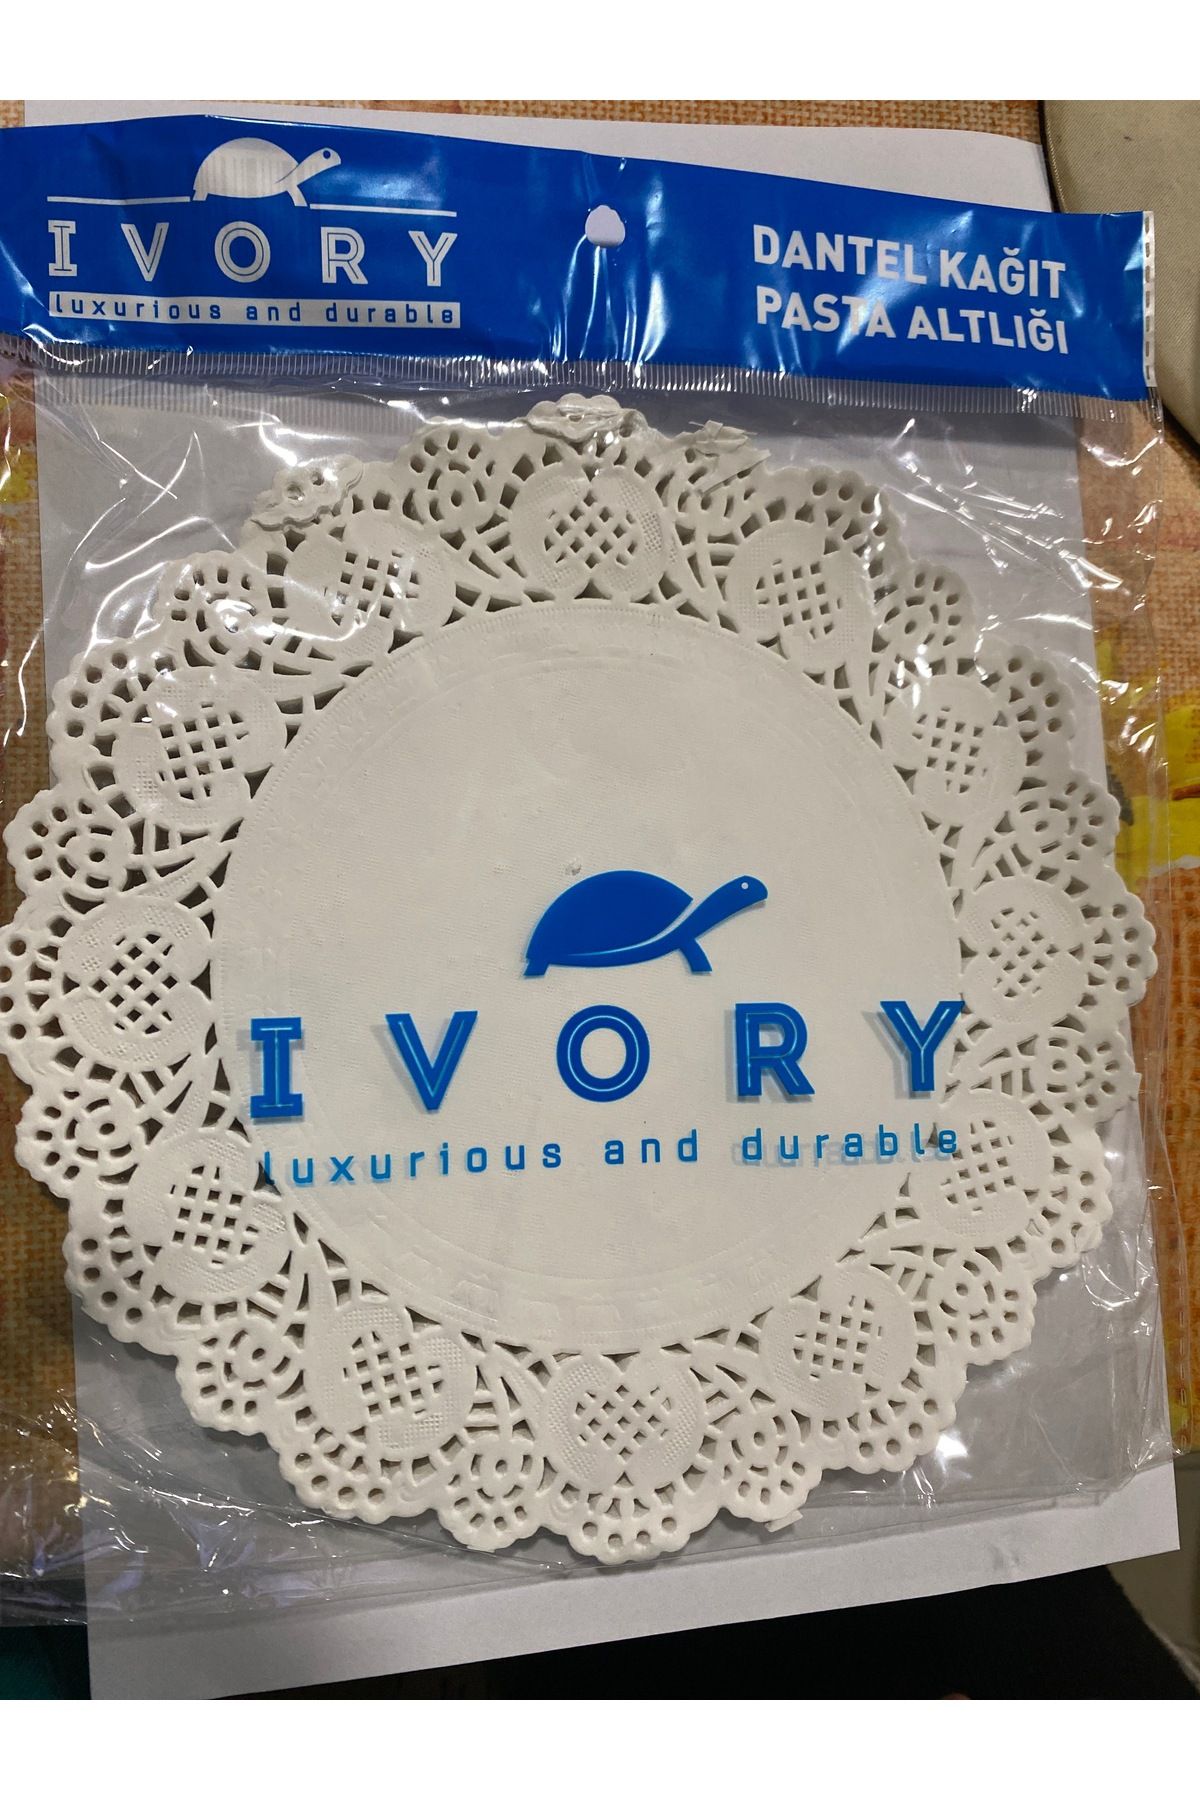 IVORY
luxurious and durable
DANTEL KAĞIT
PASTA ALTLIĞI
IVORY
luxurious and durable